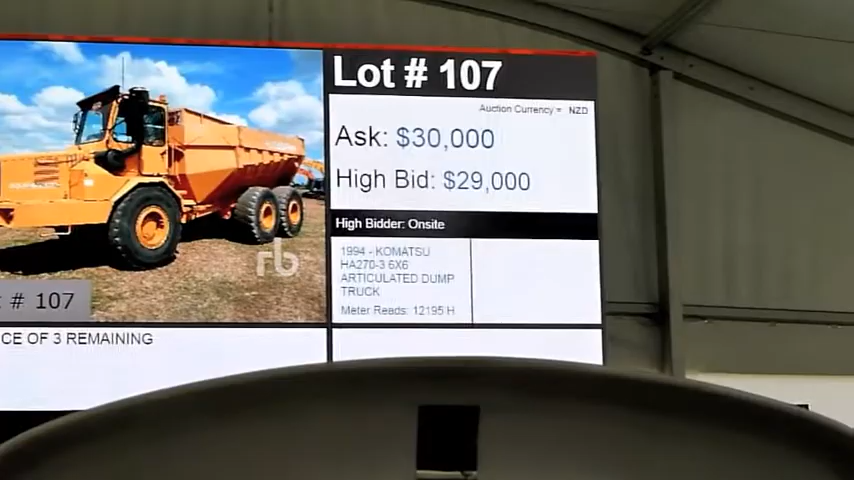 Lot # 107
Auction Currency = NZD
Ask: $30,000
High Bid: $29,000
High Bidder: Onsite
1994 - KOMATSU
HA270-3 6X6
ARTICULATED DUMP
TRUCK
Meter Reads: 12195 H
rb
# 107
CE OF 3 REMAINING